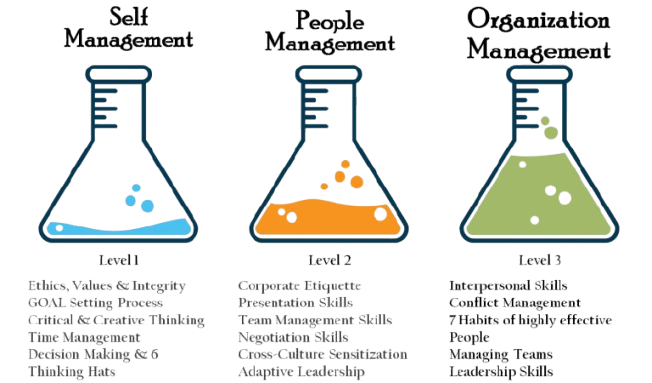 Self
Management
People
Management
Organization
Management
Level 1
Ethics, Values & Integrity
GOAL Setting Process
Critical & Creative Thinking
Time Management
Decision Making & 6
Thinking Hats
Level 2
Corporate Etiquette
Presentation Skills
Team Management Skills
Negotiation Skills
Cross-Culture Sensitization
Adaptive Leadership
Level 3
Interpersonal Skills
Conflict Management
7 Habits of highly effective
People
Managing Teams
Leadership Skills